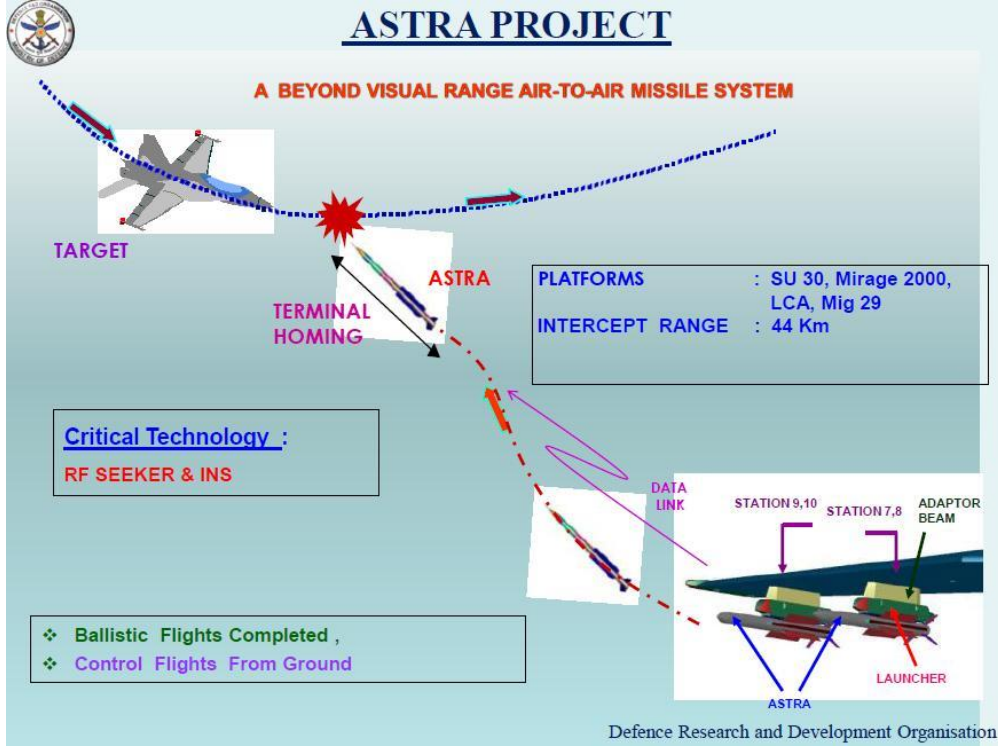 ASTRA PROJECT
A BEYOND VISUAL RANGE AIR-TO-AIR MISSILE SYSTEM
TARGET
ASTRA
TERMINAL
HOMING
PLATFORMS : SU 30, Mirage 2000,
LCA, Mig 29
INTERCEPT RANGE : 44 Km
Critical Technology :
RF SEEKER & INS
DATA
LINK
STATION 9,10
STATION 7,8
ADAPTOR
BEAM
LAUNCHER
ASTRA
❖ Ballistic Flights Completed ,
❖ Control Flights From Ground
Defence Research and Development Organisation